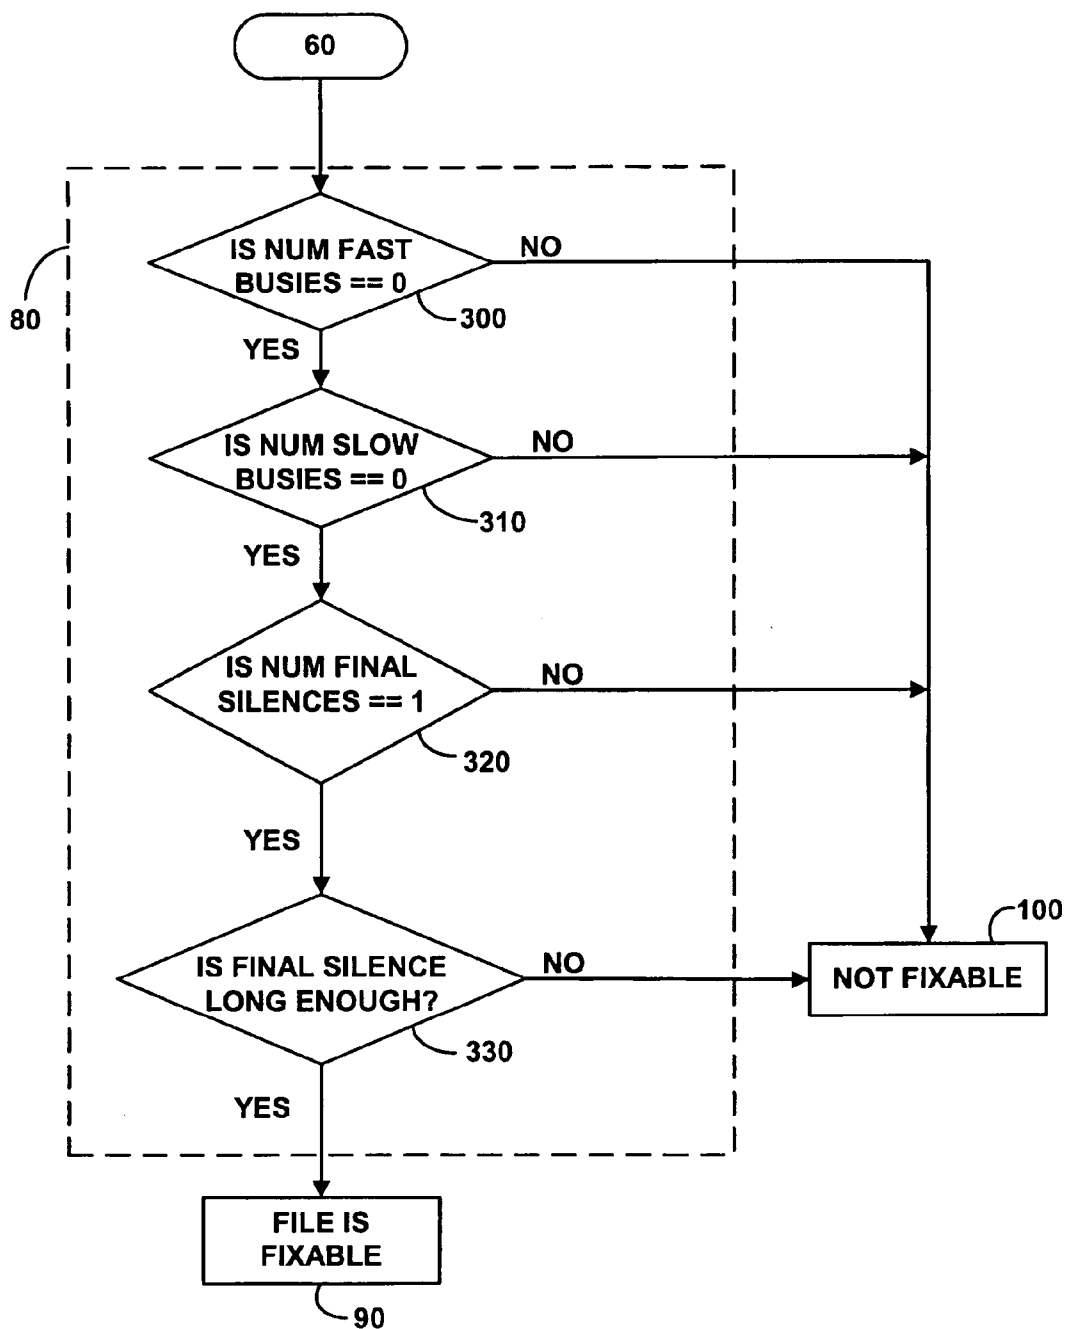 60
IS NUM FAST
BUSIES == 0
NO
300
80
YES
IS NUM SLOW
BUSIES == 0
NO
310
YES
IS NUM FINAL
SILENCES == 1
NO
320
YES
IS FINAL SILENCE
LONG ENOUGH?
NO
330
100
NOT FIXABLE
YES
FILE IS
FIXABLE
90